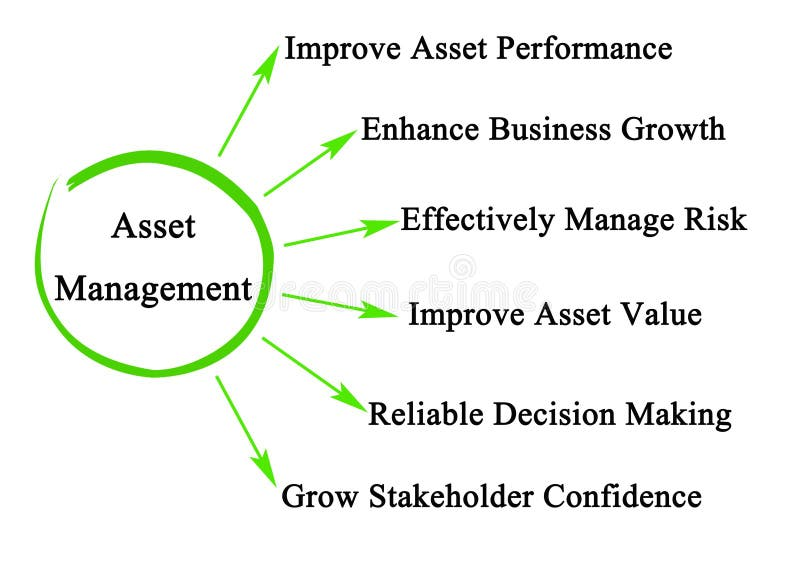 Improve Asset Performance
Enhance Business Growth
Asset
Management
Effectively Manage Risk
Improve Asset Value
Reliable Decision Making
Grow Stakeholder Confidence
dreamstime